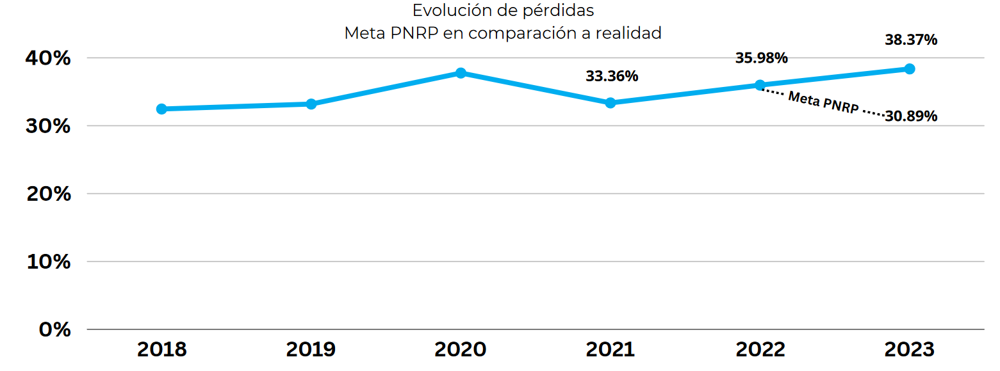 Evolución de pérdidas
Meta PNRP en comparación a realidad
38.37%
40%
35.98%
33.36%
Meta PNRP
30.89%
30%
20%
10%
0%
2018 2019 2020 2021 2022 2023